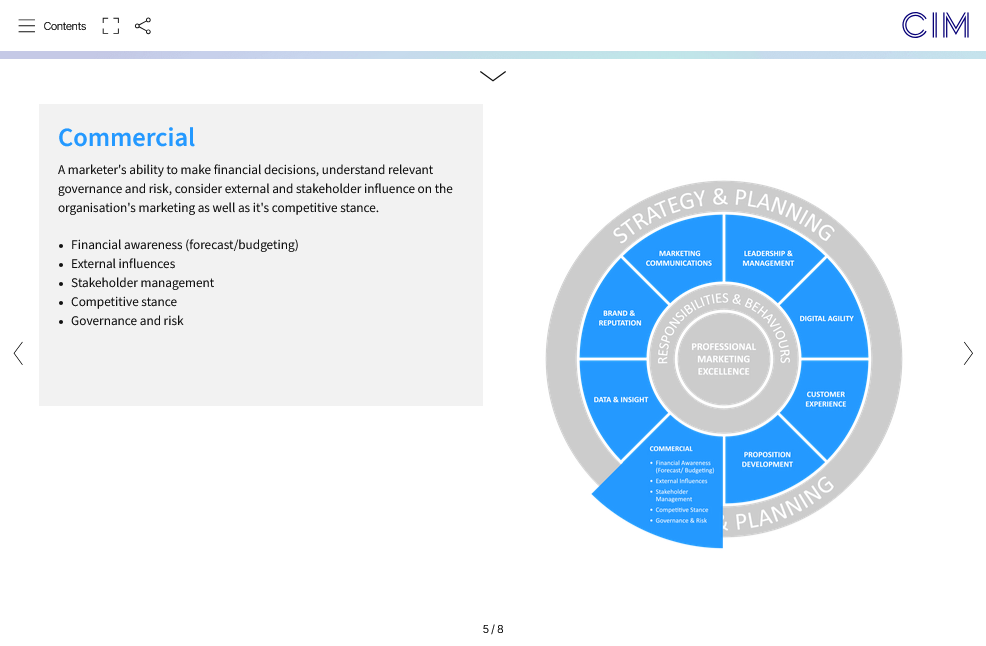 Contents
CIM
Commercial
A marketer's ability to make financial decisions, understand relevant
governance and risk, consider external and stakeholder influence on the
organisation's marketing as well as it's competitive stance.
• Financial awareness (forecast/budgeting)
• External influences
• Stakeholder management
• Competitive stance
• Governance and risk
STRATEGY & PLANNING
MARKETING
COMMUNICATIONS
LEADERSHIP &
MANAGEMENT
BRAND &
REPUTATION
DIGITAL AGILITY
RESPONSIBILITIES & BEHAVIOURS
PROFESSIONAL
MARKETING
EXCELLENCE
DATA & INSIGHT
CUSTOMER
EXPERIENCE
COMMERCIAL
• Financial Awareness
(Forecast/ Budgeting)
• External Influences
• Stakeholder
Management
• Competitive Stance
• Governance & Risk
PROPOSITION
DEVELOPMENT
& PLANNING
5 / 8